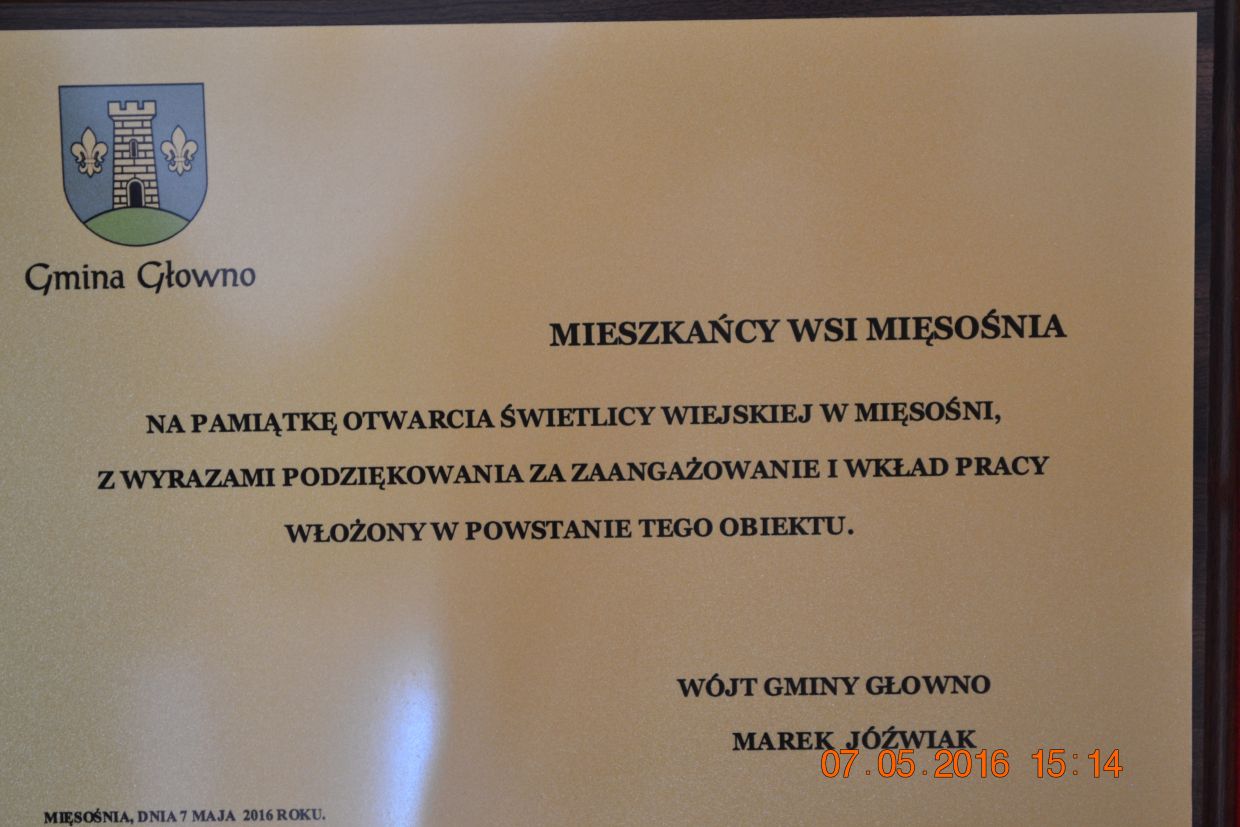 Gmina Głowno
MIESZKAŃCY WSI MIĘSOŚNIA
NA PAMIĄTKĘ OTWARCIA ŚWIETLICY WIEJSKIEJ W MIĘSOŚNI,
Z WYRAZAMI PODZIĘKOWANIA ZA ZAANGAŻOWANIE I WKŁAD PRACY
WŁOŻONY W POWSTANIE TEGO OBIEKTU.
WÓJT GMINY GŁOWNO
MAREK JÓŹWIAK
07.05.2016 15:14
MIĘSOŚNIA, DNIA 7 MAJA 2016 ROKU.